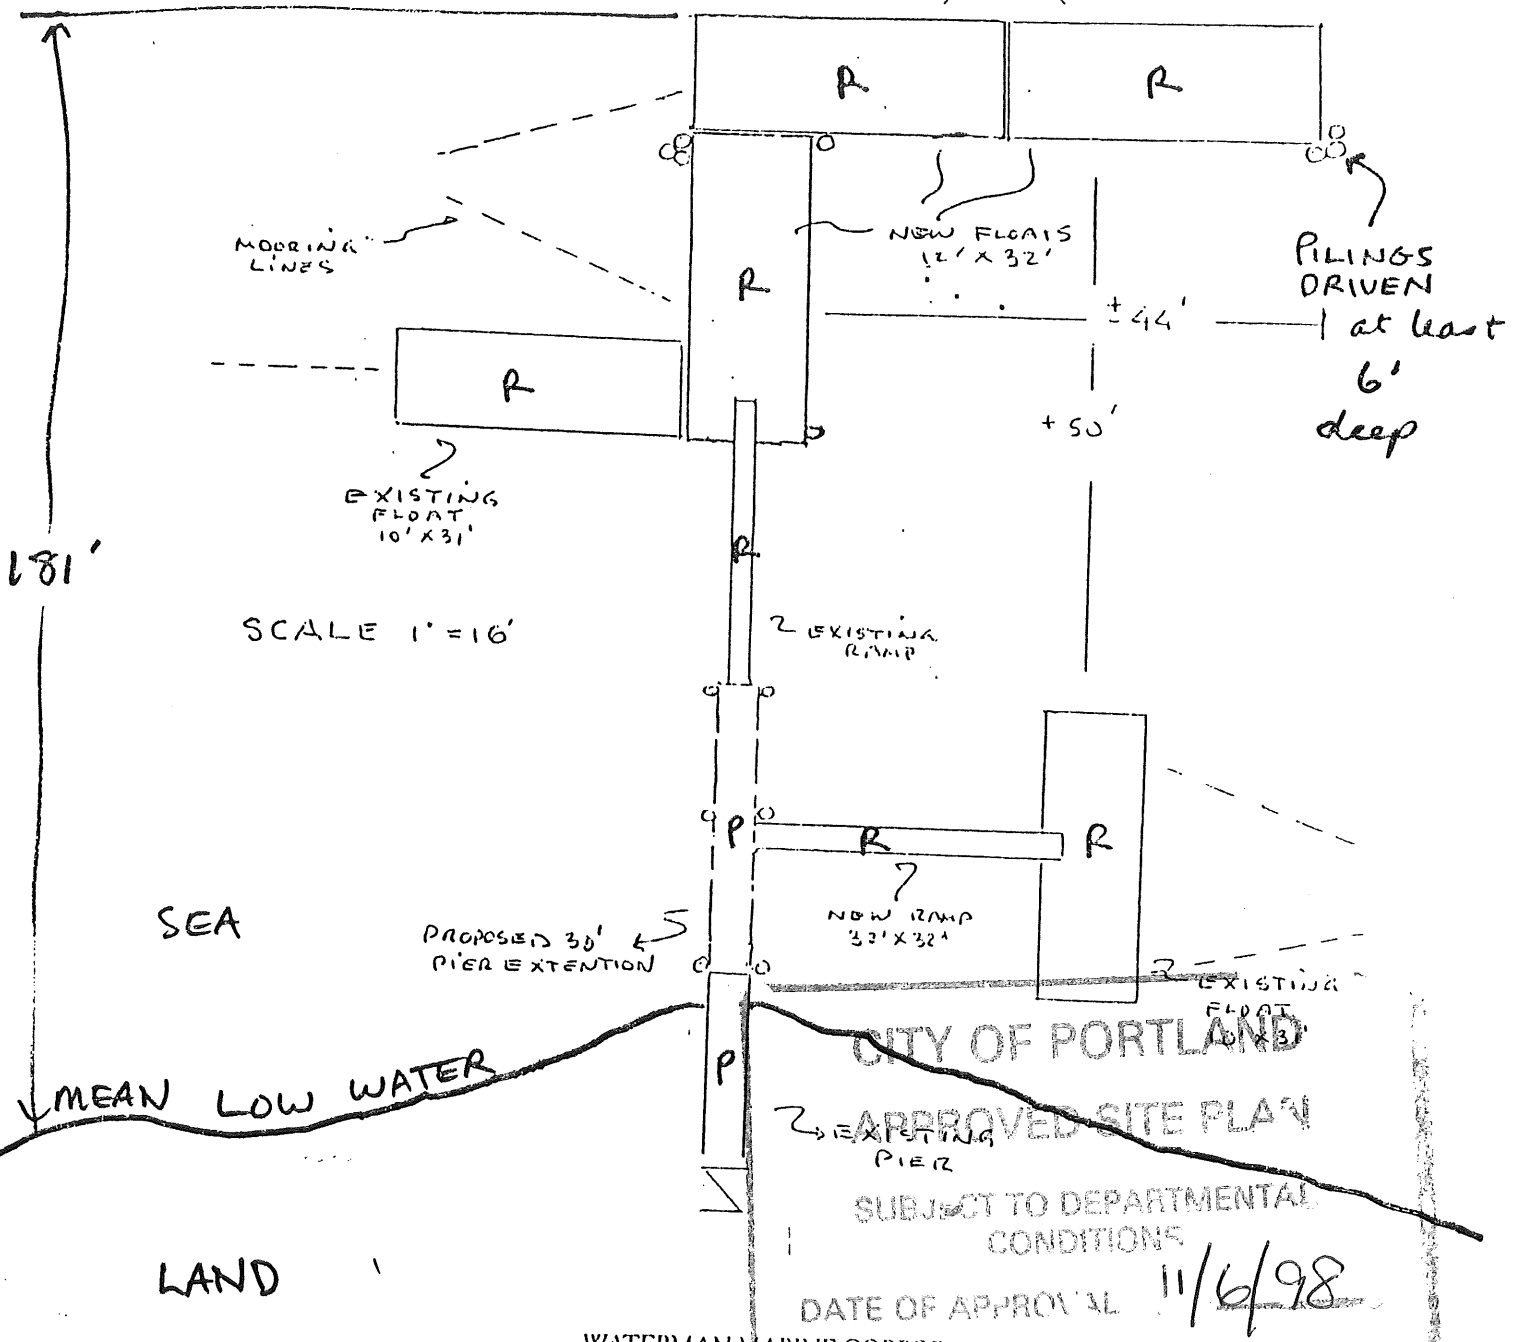 R
R
MOORING
LINES
NEW FLOATS
12' X 32'
PILINGS
DRIVEN
at least
6'
deep
R
± 44'
R
+ 50'
EXISTING
FLOAT
10' X 31'
R
181'
SCALE 1" = 16'
EXISTING
RAMP
P
R
R
SEA
PROPOSED 30'
PIER EXTENTION
NEW RAMP
EXISTING
FLOAT
10' X 31'
CITY OF PORTLAND
MEAN LOW WATER
P
APPROVED SITE PLAN
EXISTING
PIER
SUBJECT TO DEPARTMENTAL
CONDITIONS
LAND
DATE OF APPROVAL 11/6/98